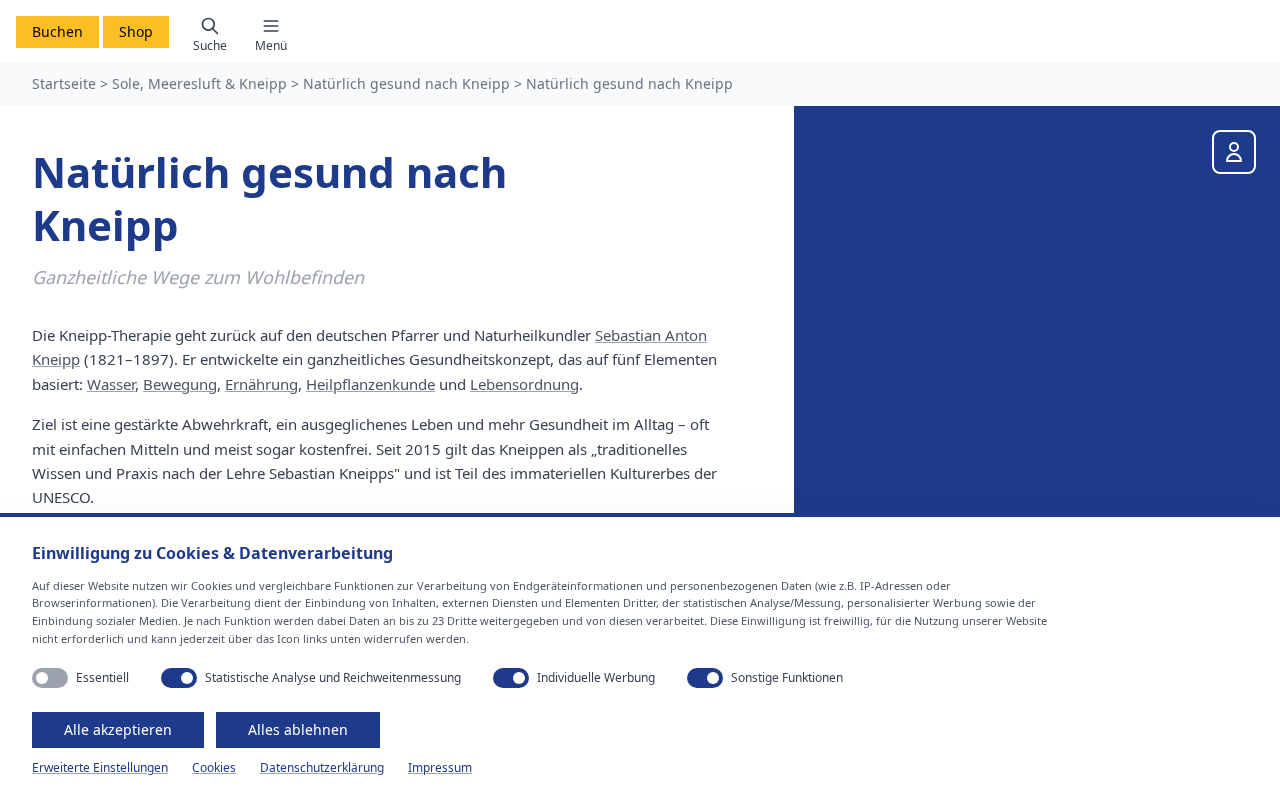 Buchen
Shop
Suche
Menü
Startseite > Sole, Meeresluft & Kneipp > Natürlich gesund nach Kneipp > Natürlich gesund nach Kneipp
Natürlich gesund nach
Kneipp
Ganzheitliche Wege zum Wohlbefinden
Die Kneipp-Therapie geht zurück auf den deutschen Pfarrer und Naturheilkundler Sebastian Anton
Kneipp (1821–1897). Er entwickelte ein ganzheitliches Gesundheitskonzept, das auf fünf Elementen
basiert: Wasser, Bewegung, Ernährung, Heilpflanzenkunde und Lebensordnung.
Ziel ist eine gestärkte Abwehrkraft, ein ausgeglichenes Leben und mehr Gesundheit im Alltag – oft
mit einfachen Mitteln und meist sogar kostenfrei. Seit 2015 gilt das Kneippen als „traditionelles
Wissen und Praxis nach der Lehre Sebastian Kneipps" und ist Teil des immateriellen Kulturerbes der
UNESCO.
Einwilligung zu Cookies & Datenverarbeitung
Auf dieser Website nutzen wir Cookies und vergleichbare Funktionen zur Verarbeitung von Endgeräteinformationen und personenbezogenen Daten (wie z.B. IP-Adressen oder
Browserinformationen). Die Verarbeitung dient der Einbindung von Inhalten, externen Diensten und Elementen Dritter, der statistischen Analyse/Messung, personalisierter Werbung sowie der
Einbindung sozialer Medien. Je nach Funktion werden dabei Daten an bis zu 23 Dritte weitergegeben und von diesen verarbeitet. Diese Einwilligung ist freiwillig, für die Nutzung unserer Website
nicht erforderlich und kann jederzeit über das Icon links unten widerrufen werden.
Essentiell
Statistische Analyse und Reichweitenmessung
Individuelle Werbung
Sonstige Funktionen
Alle akzeptieren
Alles ablehnen
Erweiterte Einstellungen
Cookies
Datenschutzerklärung
Impressum